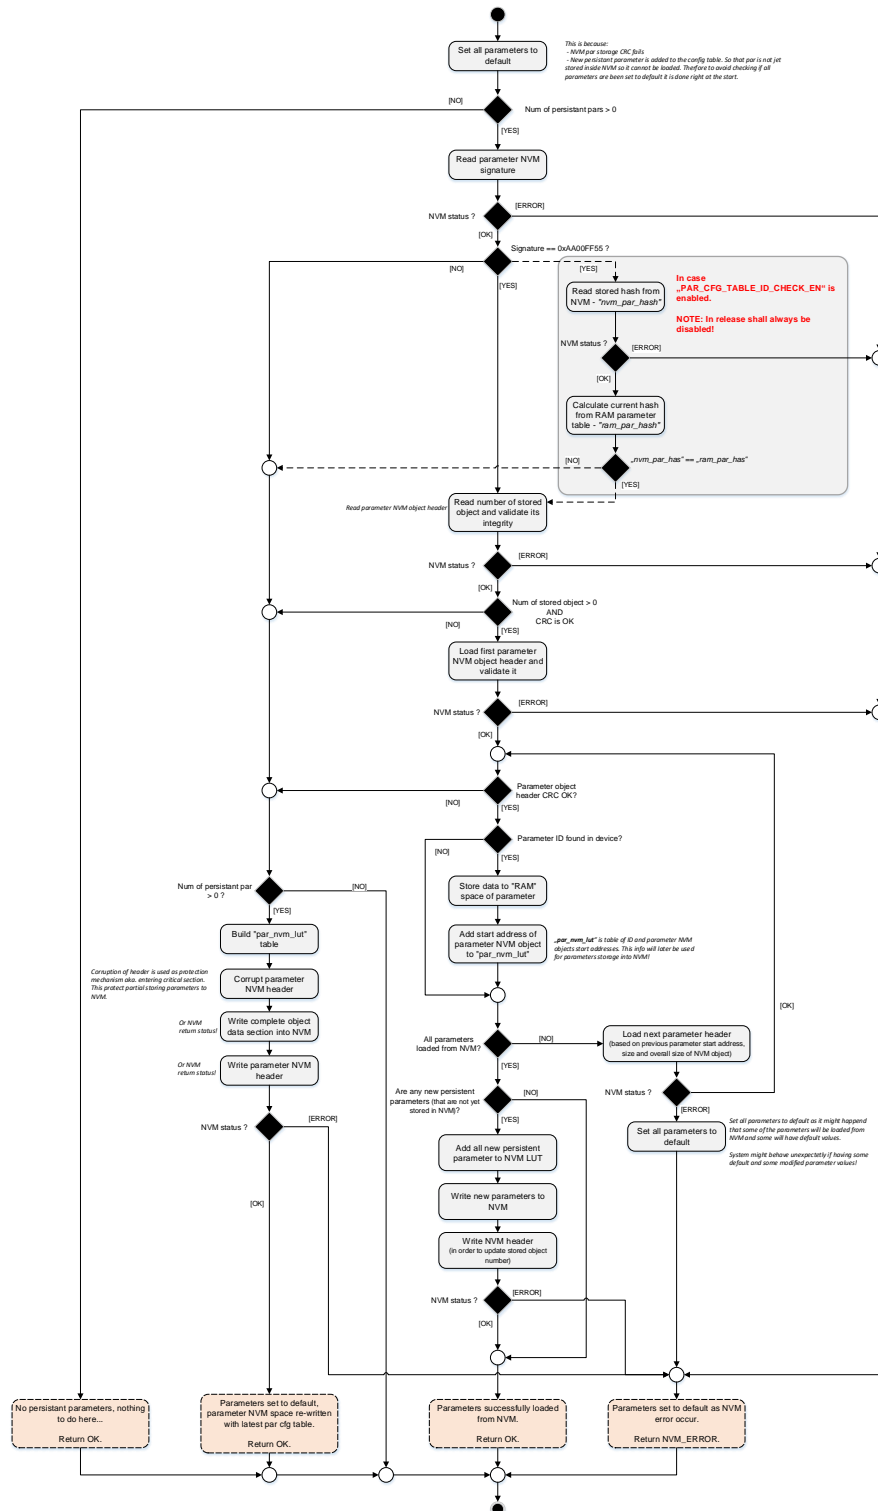 Set all parameters to
default
This is because:
- NVM par storage CRC fails
- New persistant parameter is added to the config table. So that par is not jet
stored inside NVM so it cannot be loaded. Therfore to avoid checking if all
parameters are been set to default it is done right at the start.
[NO]
Num of persistant pars > 0
[YES]
Read parameter NVM
signature
[ERROR]
NVM status ?
[OK]
Signature == 0xAA00FF55 ?
[NO]
[YES]
[YES]
In case
„PAR_CFG_TABLE_ID_CHECK_EN“ is
enabled.
NOTE: In release shall always be
disabled!
Read stored hash from
NVM - "nvm_par_hash"
NVM status ?
[ERROR]
[OK]
Calculate current hash
from RAM parameter
table - "ram_par_hash"
[NO]
„nvm_par_has" == „ram_par_has"
[YES]
Read parameter NVM object header
Read number of stored
object and validate its
integrity
[ERROR]
NVM status ?
[OK]
Num of stored object > 0
AND
CRC is OK
[NO]
[YES]
Load first parameter
NVM object header and
validate it
[ERROR]
NVM status ?
[OK]
Parameter object
header CRC OK?
[NO]
[YES]
Parameter ID found in device?
[NO]
[YES]
Store data to "RAM"
space of parameter
Add start address of
parameter NVM object
to "par_nvm_lut"
„par_nvm_lut" is table of ID and parameter NVM
objects start addresses. This info will later be used
for parameters storage into NVM!
Num of persistant par
> 0 ?
[NO]
[YES]
Build "par_nvm_lut"
table
Corruption of header is used as protection
mechanism aka. entering critical section.
This protect partial storing parameters to
NVM.
Corrupt parameter
NVM header
Or NVM
return status!
Write complete object
data section into NVM
Or NVM
return status!
Write parameter NVM
header
NVM status ?
[ERROR]
[OK]
All parameters
loaded from NVM?
[NO]
[YES]
Load next parameter header
(based on previous parameter start address,
size and overall size of NVM object)
[OK]
NVM status ?
[ERROR]
Set all parameters to
default
Set all parameters to default as it might happend
that some of the parameters will be loaded from
NVM and some will have default values.
System might behave unexpectetly if having some
default and some modified parameter values!
Are any new persistent
parameters (that are not yet
stored in NVM)?
[NO]
[YES]
Add all new persistent
parameter to NVM LUT
Write new parameters to
NVM
Write NVM header
(in order to update stored object
number)
NVM status ?
[ERROR]
[OK]
No persistant parameters, nothing
to do here...
Return OK.
Parameters set to default,
parameter NVM space re-written
with latest par cfg table.
Return OK.
Parameters successfully loaded
from NVM.
Return OK.
Parameters set to default as NVM
error occur.
Return NVM_ERROR.